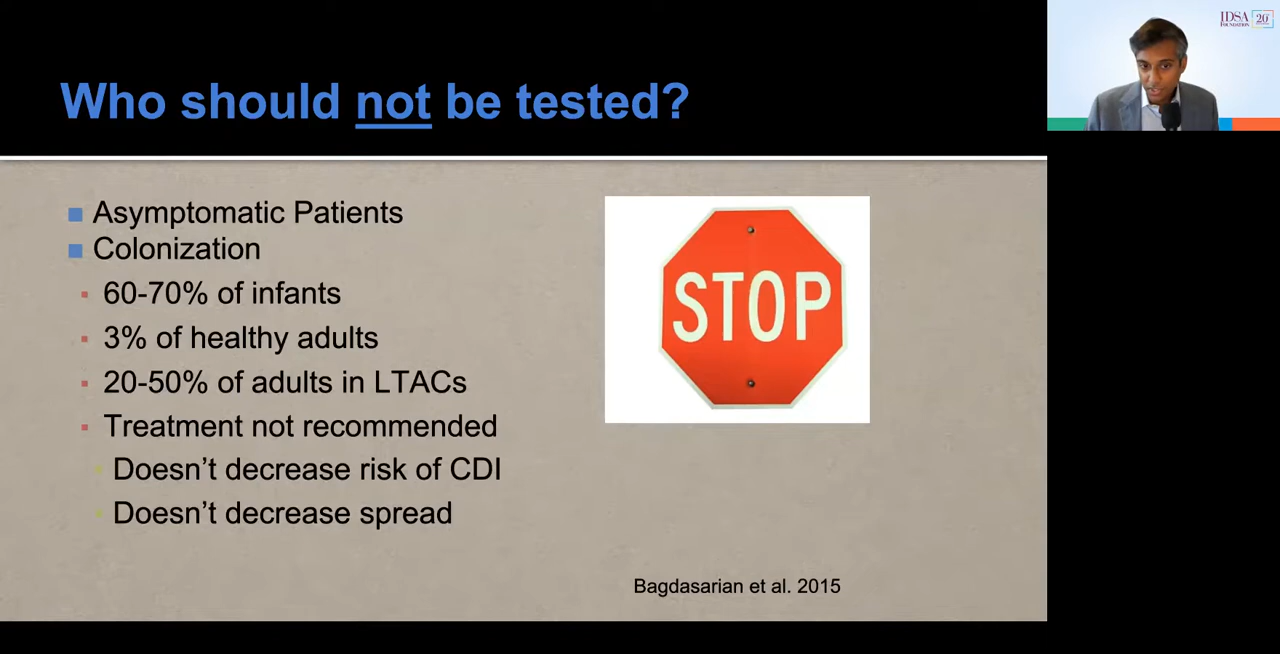 Who should not be tested?
Asymptomatic Patients
Colonization
60-70% of infants
3% of healthy adults
20-50% of adults in LTACs
Treatment not recommended
Doesn’t decrease risk of CDI
Doesn’t decrease spread
STOP
Bagdasarian et al. 2015
IDSA
FOUNDATION
20